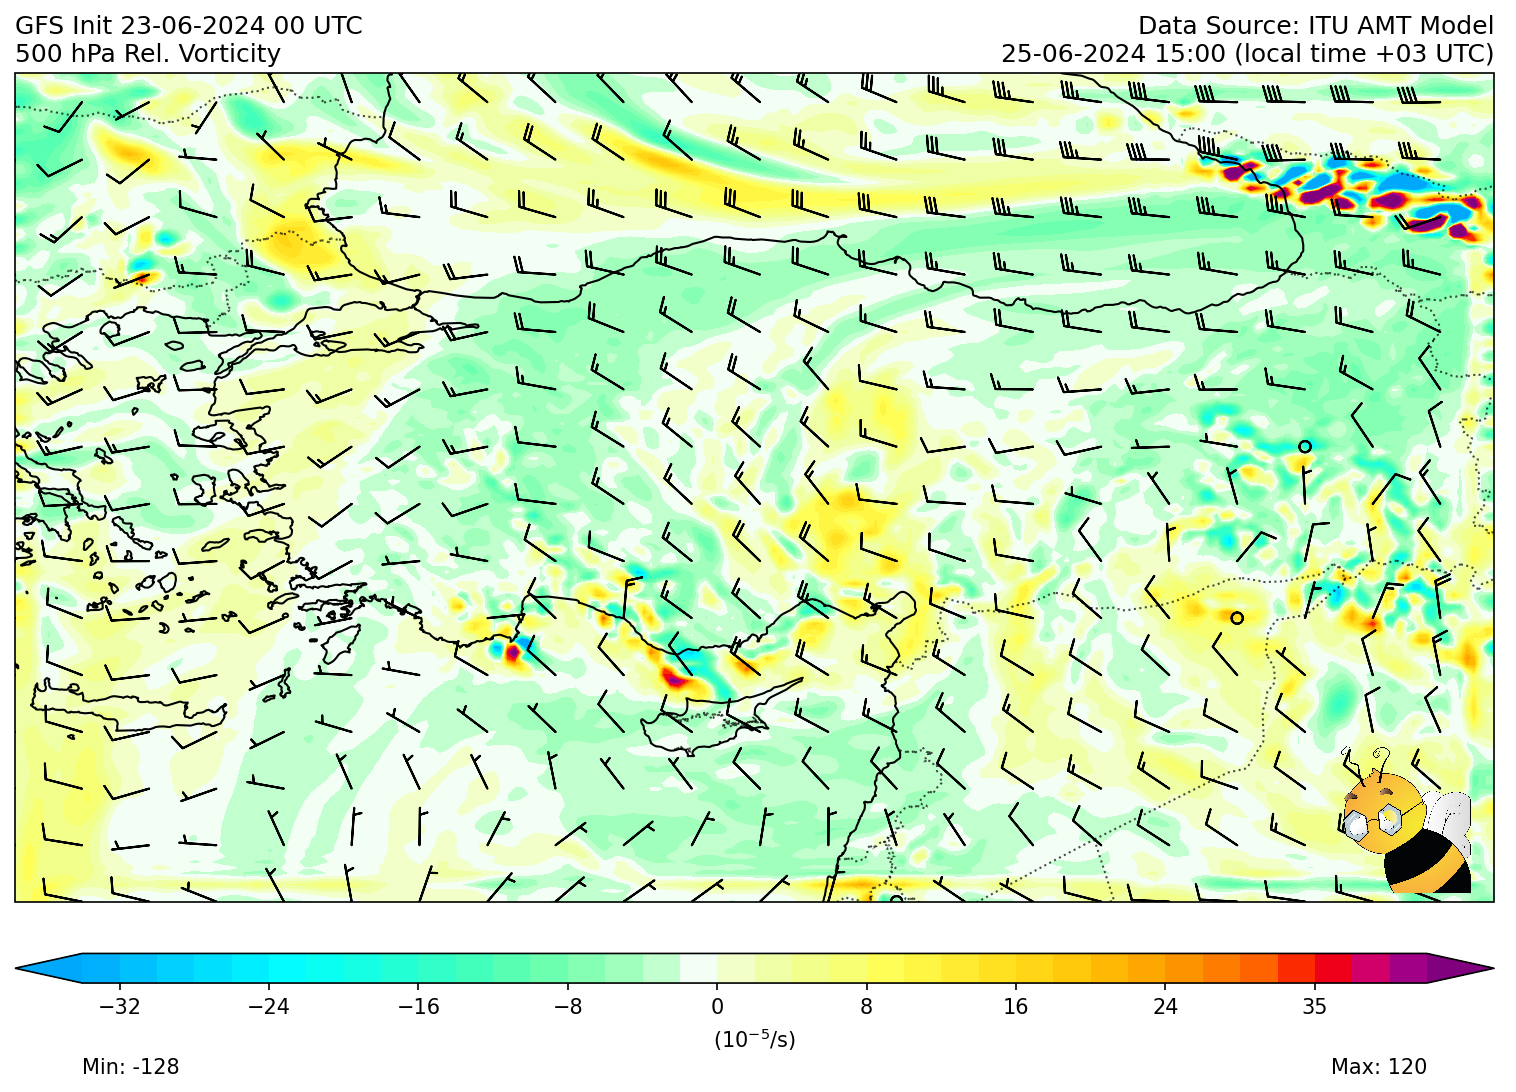 GFS Init 23-06-2024 00 UTC
Data Source: ITU AMT Model
500 hPa Rel. Vorticity
25-06-2024 15:00 (local time +03 UTC)
−32 −24 −16 −8 0 8 16 24 35
(10⁻⁵/s)
Min: -128
Max: 120